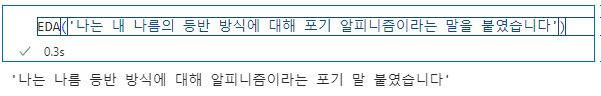 EDA('나는 내 나름의 등반 방식에 대해 포기 알피니즘이라는 말을 붙였습니다')
✓ 0.3s
'나는 나름 등반 방식에 대해 알피니즘이라는 포기 말 붙였습니다'